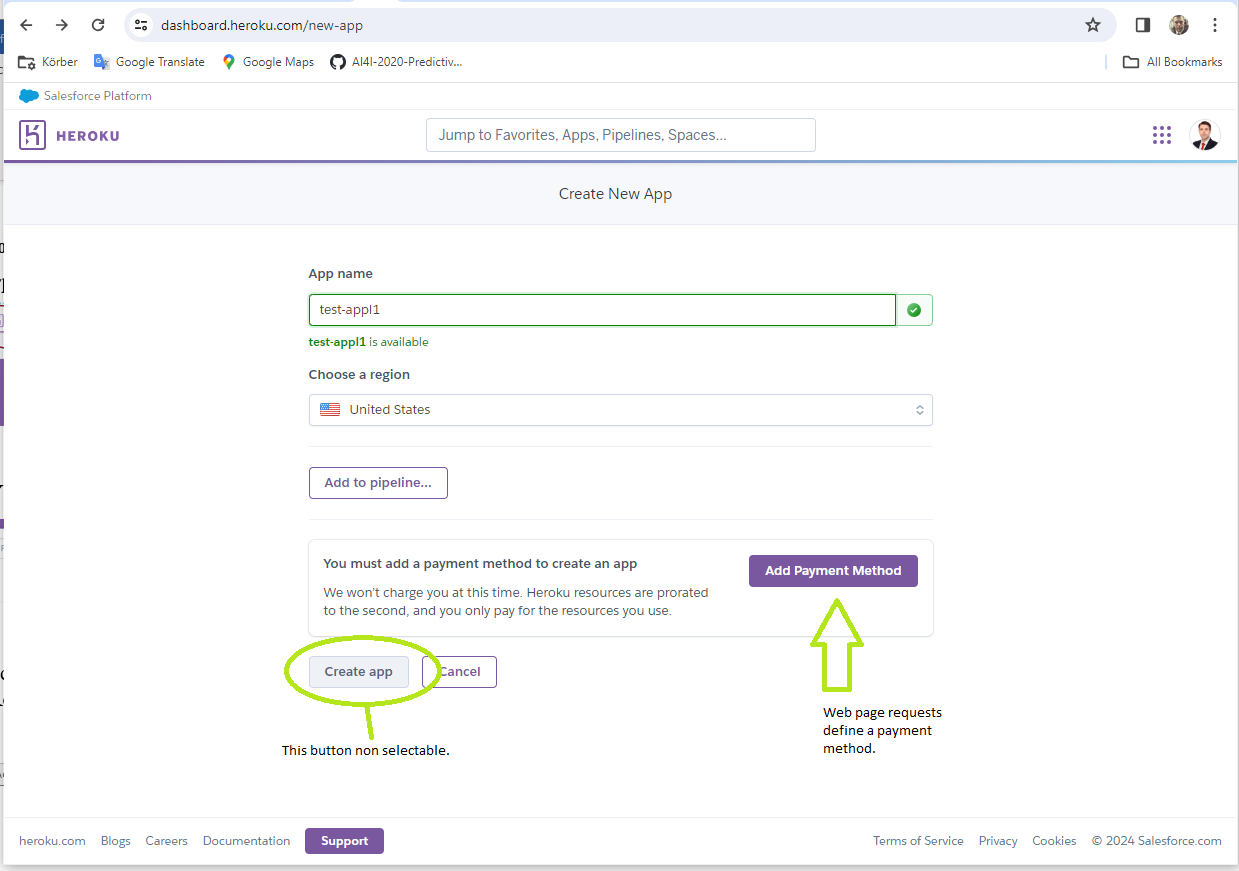 dashboard.heroku.com/new-app
Körber Google Translate Google Maps AI4I-2020-Predictiv... All Bookmarks
Salesforce Platform
HEROKU Jump to Favorites, Apps, Pipelines, Spaces...
Create New App
App name
test-appl1
test-appl1 is available
Choose a region
United States
Add to pipeline...
You must add a payment method to create an app
Add Payment Method
We won't charge you at this time. Heroku resources are prorated
to the second, and you only pay for the resources you use.
Create app Cancel
Web page requests
define a payment
method.
This button non selectable.
heroku.com Blogs Careers Documentation Support Terms of Service Privacy Cookies © 2024 Salesforce.com